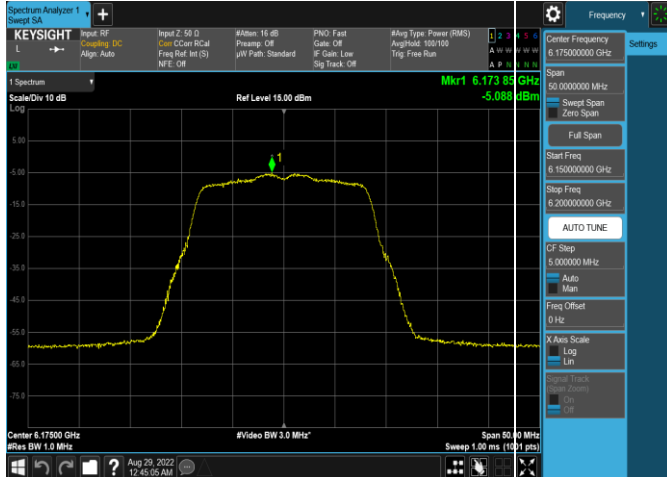 Spectrum Analyzer 1
Swept SA
+
Frequency
KEYSIGHT
L
Input: RF
Coupling: DC
Align: Auto
Input Z: 50 Ω
Corr CCorr RCal
Freq Ref: Int (S)
NFE: Off
#Atten: 16 dB
Preamp: Off
µW Path: Standard
PNO: Fast
Gate: Off
IF Gain: Low
Sig Track: Off
#Avg Type: Power (RMS)
Avg|Hold: 100/100
Trig: Free Run
1 2 3 4 5 6
A W W W W W
A P N N N N
1 Spectrum
Scale/Div 10 dB
Log
Ref Level 15.00 dBm
Mkr1 6.173 85 GHz
-5.088 dBm
1
5.00
-5.00
-15.0
-25.0
-35.0
-45.0
-55.0
-65.0
-75.0
Center 6.17500 GHz
#Res BW 1.0 MHz
#Video BW 3.0 MHz*
Span 50.00 MHz
Sweep 1.00 ms (1001 pts)
Center Frequency
6.175000000 GHz
Settings
Span
50.0000000 MHz
Swept Span
Zero Span
Full Span
Start Freq
6.150000000 GHz
Stop Freq
6.200000000 GHz
AUTO TUNE
CF Step
5.000000 MHz
Auto
Man
Freq Offset
0 Hz
X Axis Scale
Log
Lin
Signal Track
(Span Zoom)
On
Off
?
Aug 29, 2022
12:45:05 AM